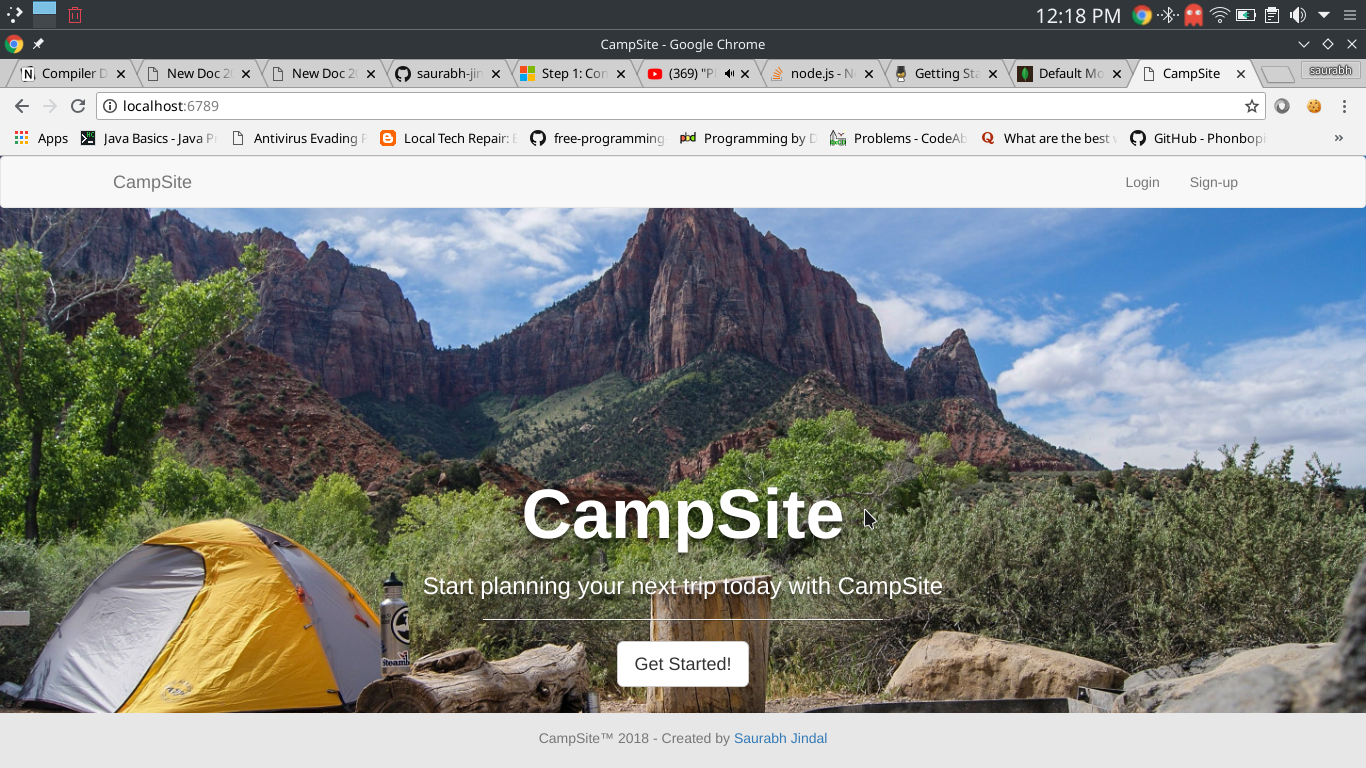 12:18 PM
CampSite - Google Chrome
Compiler D
New Doc 2
New Doc 2
saurabh-jin
Step 1: Con
(369) "P
node.js - N
Getting Sta
Default Mo
CampSite
saurabh
localhost:6789
Apps
Java Basics - Java P
Antivirus Evading
Local Tech Repair:
free-programming
pbd
Programming by D
Problems - CodeAb
What are the best
GitHub - Phonbopi
»
CampSite
Login
Sign-up
CampSite
Start planning your next trip today with CampSite
Get Started!
CampSite™ 2018 - Created by Saurabh Jindal